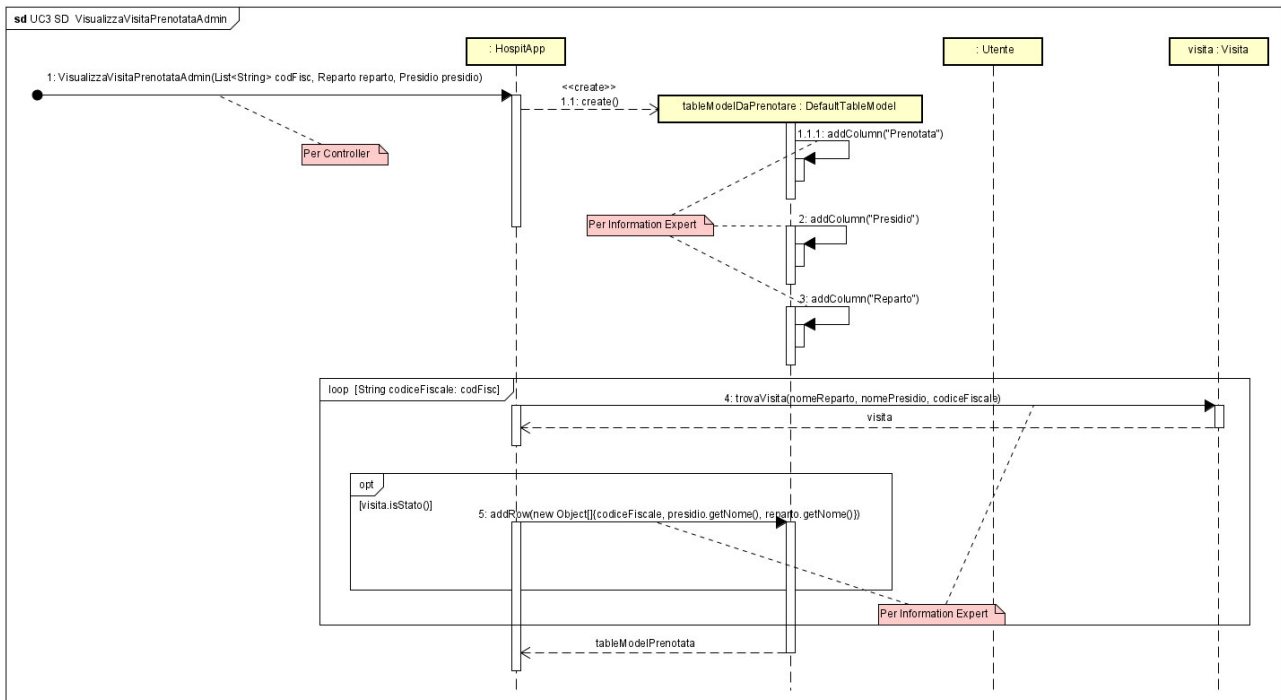 sd UC3 SD VisualizzaVisitaPrenotataAdmin
: HospitApp
: Utente
visita : Visita
1: VisualizzaVisitaPrenotataAdmin(List<String> codFisc, Reparto reparto, Presidio presidio)
<<create>>
1.1: create()
tableModelDaPrenotare : DefaultTableModel
1.1.1: addColumn("Prenotata")
Per Controller
Per Information Expert
2: addColumn("Presidio")
3: addColumn("Reparto")
loop [String codiceFiscale: codFisc]
4: trovaVisita(nomeReparto, nomePresidio, codiceFiscale)
visita
opt
[visita.isStato()]
5: addRow(new Object[]{codiceFiscale, presidio.getNome(), reparto.getNome()})
Per Information Expert
tableModelPrenotata